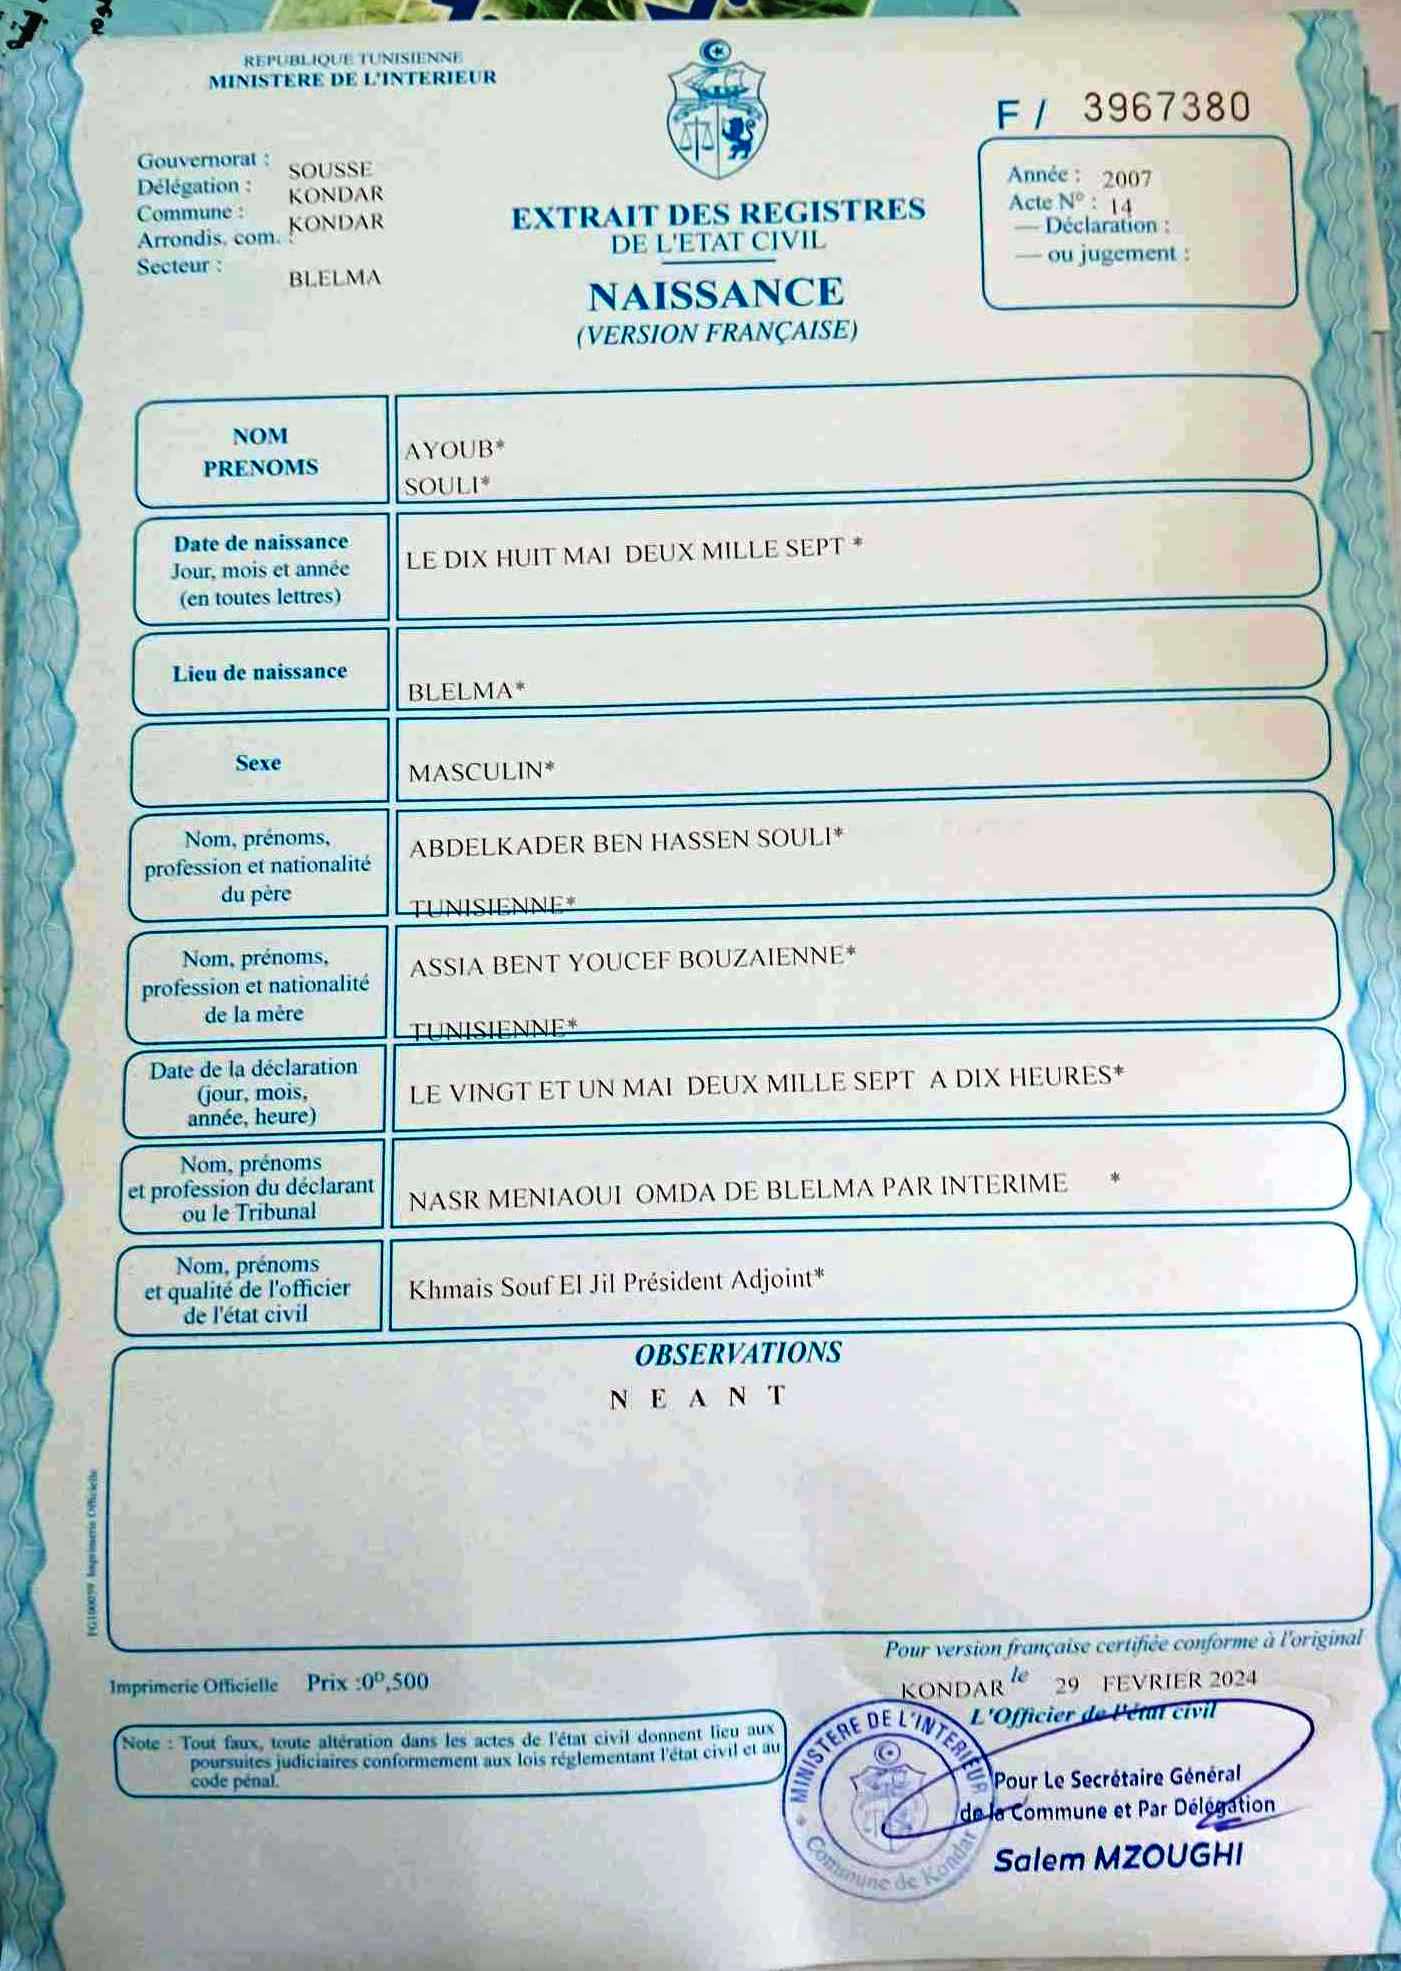 REPUBLIQUE TUNISIENNE
MINISTERE DE L'INTERIEUR
F / 3967380
Gouvernorat : SOUSSE
Délégation : KONDAR
Commune : KONDAR
Arrondis. com. :
Secteur : BLELMA
EXTRAIT DES REGISTRES
DE L'ETAT CIVIL
NAISSANCE
(VERSION FRANÇAISE)
Année : 2007
Acte N° : 14
— Déclaration :
— ou jugement :
NOM
PRENOMS
AYOUB*
SOULI*
Date de naissance
Jour, mois et année
(en toutes lettres)
LE DIX HUIT MAI DEUX MILLE SEPT *
Lieu de naissance
BLELMA*
Sexe
MASCULIN*
Nom, prénoms,
profession et nationalité
du père
ABDELKADER BEN HASSEN SOULI*
TUNISIENNE*
Nom, prénoms,
profession et nationalité
de la mère
ASSIA BENT YOUCEF BOUZAIENNE*
TUNISIENNE*
Date de la déclaration
(jour, mois,
année, heure)
LE VINGT ET UN MAI DEUX MILLE SEPT A DIX HEURES*
Nom, prénoms
et profession du déclarant
ou le Tribunal
NASR MENIAOUI OMDA DE BLELMA PAR INTERIME *
Nom, prénoms
et qualité de l'officier
de l'état civil
Khmais Souf El Jil Président Adjoint*
OBSERVATIONS
N E A N T
Imprimerie Officielle
Pour version française certifiée conforme à l'original
Imprimerie Officielle Prix :0D,500
KONDAR le 29 FEVRIER 2024
L'Officier de l'état civil
Note : Tout faux, toute altération dans les actes de l'état civil donnent lieu aux
poursuites judiciaires conformement aux lois réglementant l'état civil et au
code pénal.
* MINISTERE DE L'INTERIEUR *
Commune de Kondar
Pour Le Secrétaire Général
de la Commune et Par Délégation
Salem MZOUGHI